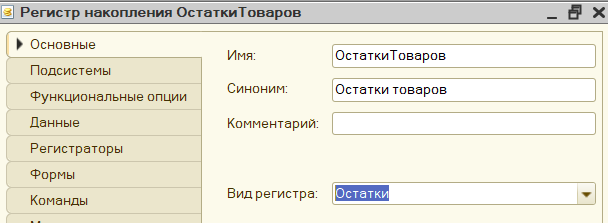 Регистр накопления ОстаткиТоваров
Основные
Подсистемы
Функциональные опции
Данные
Регистраторы
Формы
Команды
Имя: ОстаткиТоваров
Синоним: Остатки товаров
Комментарий:
Вид регистра: Остатки